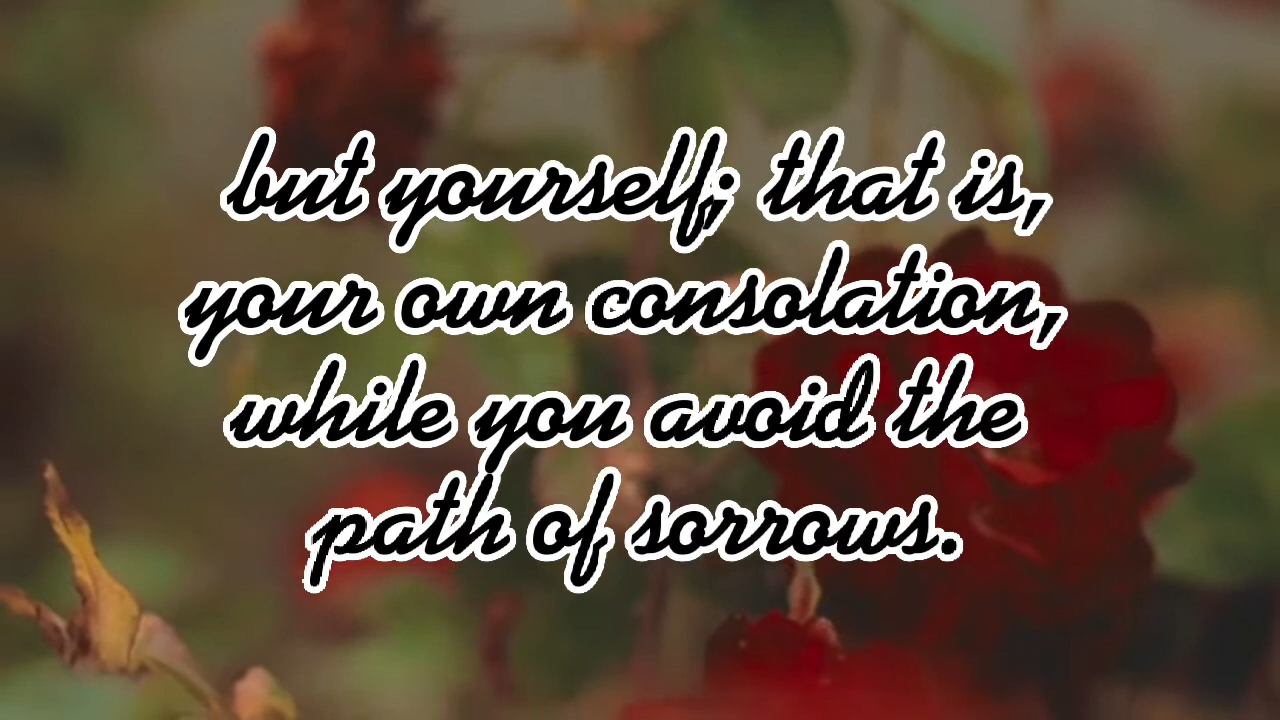 but yourself; that is,
your own consolation,
while you avoid the
path of sorrows.